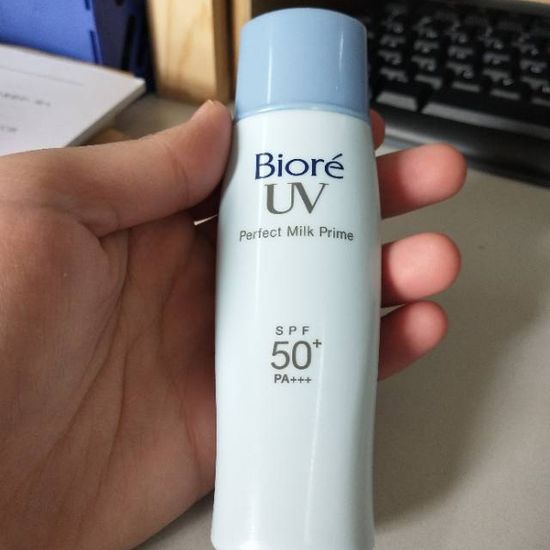 Bioré
UV
Perfect Milk Prime
SPF
50+
PA+++